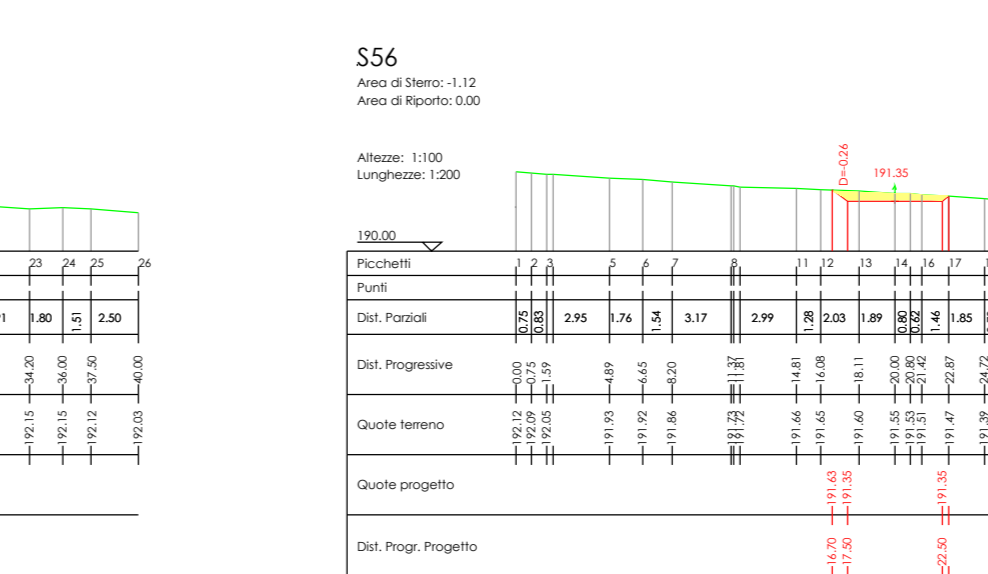 S56
Area di Sterro: -1.12
Area di Riporto: 0.00
Altezze: 1:100
Lunghezze: 1:200
D=-0.26
191.35
190.00
23 24 25 26
Picchetti 1 2 3 5 6 7 8 11 12 13 14 16 17
Punti
1.80 1.51 2.50
Dist. Parziali 0.75 0.83 2.95 1.76 1.54 3.17 2.99 1.28 2.03 1.89 0.80 0.62 1.46 1.85
34.20 36.00 37.50 40.00
Dist. Progressive 0.00 0.75 1.59 4.89 6.65 8.20 11.37 11.81 14.81 16.08 18.11 20.00 20.80 21.42 22.87 24.72
192.15 192.15 192.12 192.03
Quote terreno 192.12 192.09 192.05 191.93 191.92 191.86 191.73 191.72 191.66 191.65 191.60 191.55 191.53 191.51 191.47 191.39
Quote progetto 191.63 191.35 191.35
Dist. Progr. Progetto 16.70 17.50 22.50